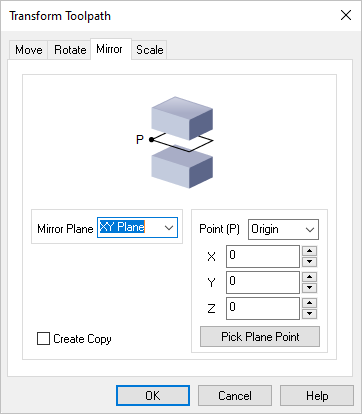 Transform Toolpath
Move Rotate Mirror Scale
P
Mirror Plane XY Plane
Point (P) Origin
X 0
Y 0
Z 0
Create Copy
Pick Plane Point
OK Cancel Help